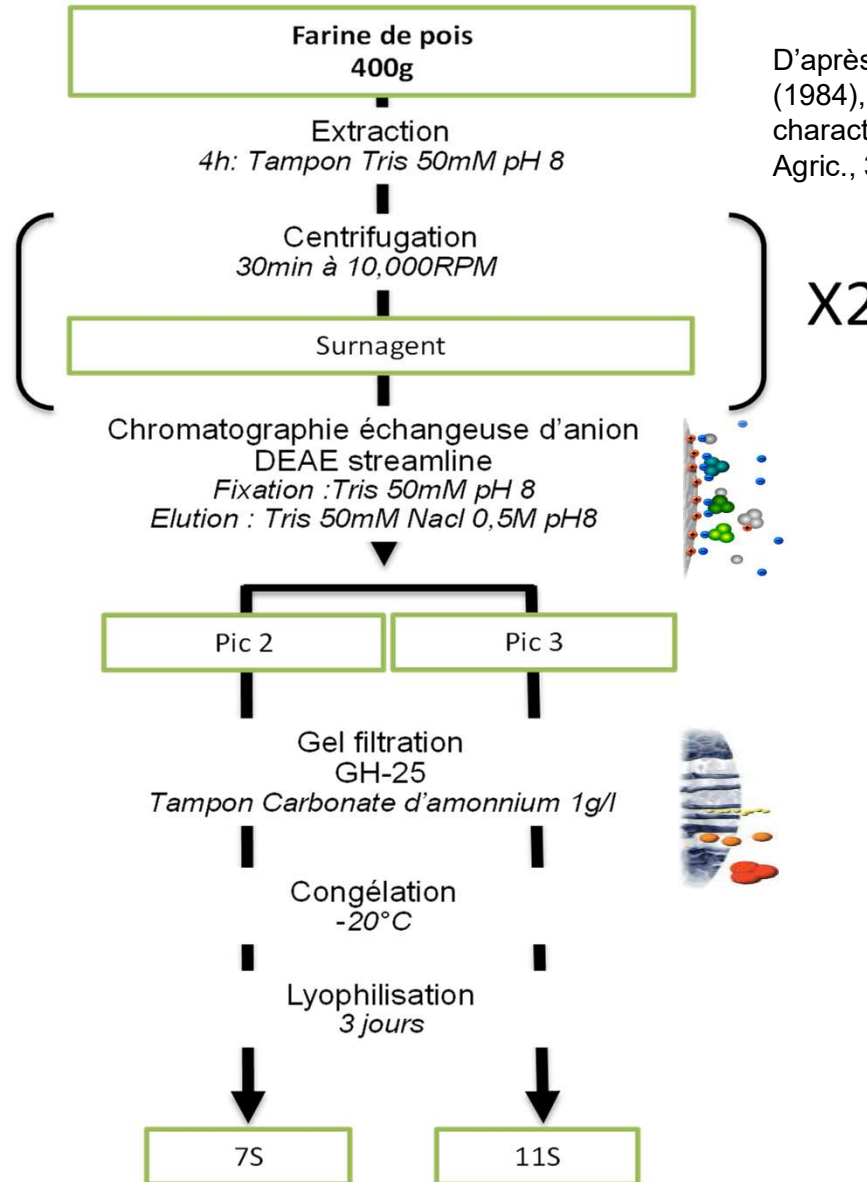 Farine de pois
400g
D'après
(1984),
charact
Agric., 3
Extraction
4h: Tampon Tris 50mM pH 8
Centrifugation
30min à 10,000RPM
X2
Surnagent
Chromatographie échangeuse d'anion
DEAE streamline
Fixation :Tris 50mM pH 8
Elution : Tris 50mM Nacl 0,5M pH8
Pic 2
Pic 3
Gel filtration
GH-25
Tampon Carbonate d'amonnium 1g/l
Congélation
-20°C
Lyophilisation
3 jours
7S
11S